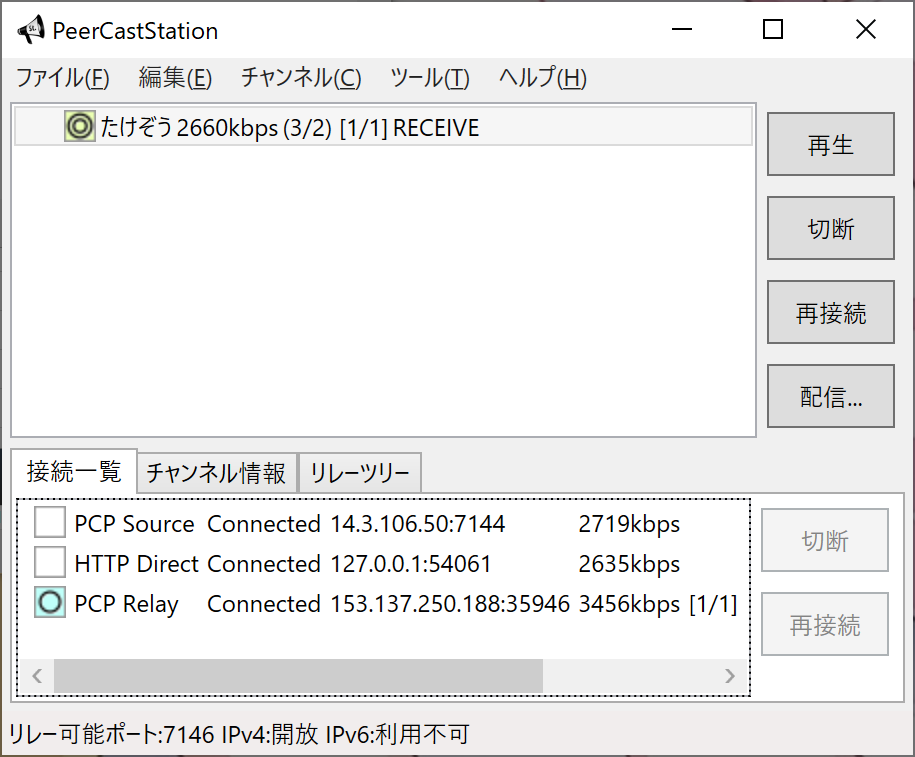 PeerCastStation
ファイル(F) 編集(E) チャンネル(C) ツール(T) ヘルプ(H)
たけぞう 2660kbps (3/2) [1/1] RECEIVE
再生
切断
再接続
配信...
接続一覧 チャンネル情報 リレーツリー
PCP Source Connected 14.3.106.50:7144 2719kbps
HTTP Direct Connected 127.0.0.1:54061 2635kbps
PCP Relay Connected 153.137.250.188:35946 3456kbps [1/1]
切断
再接続
リレー可能ポート:7146 IPv4:開放 IPv6:利用不可